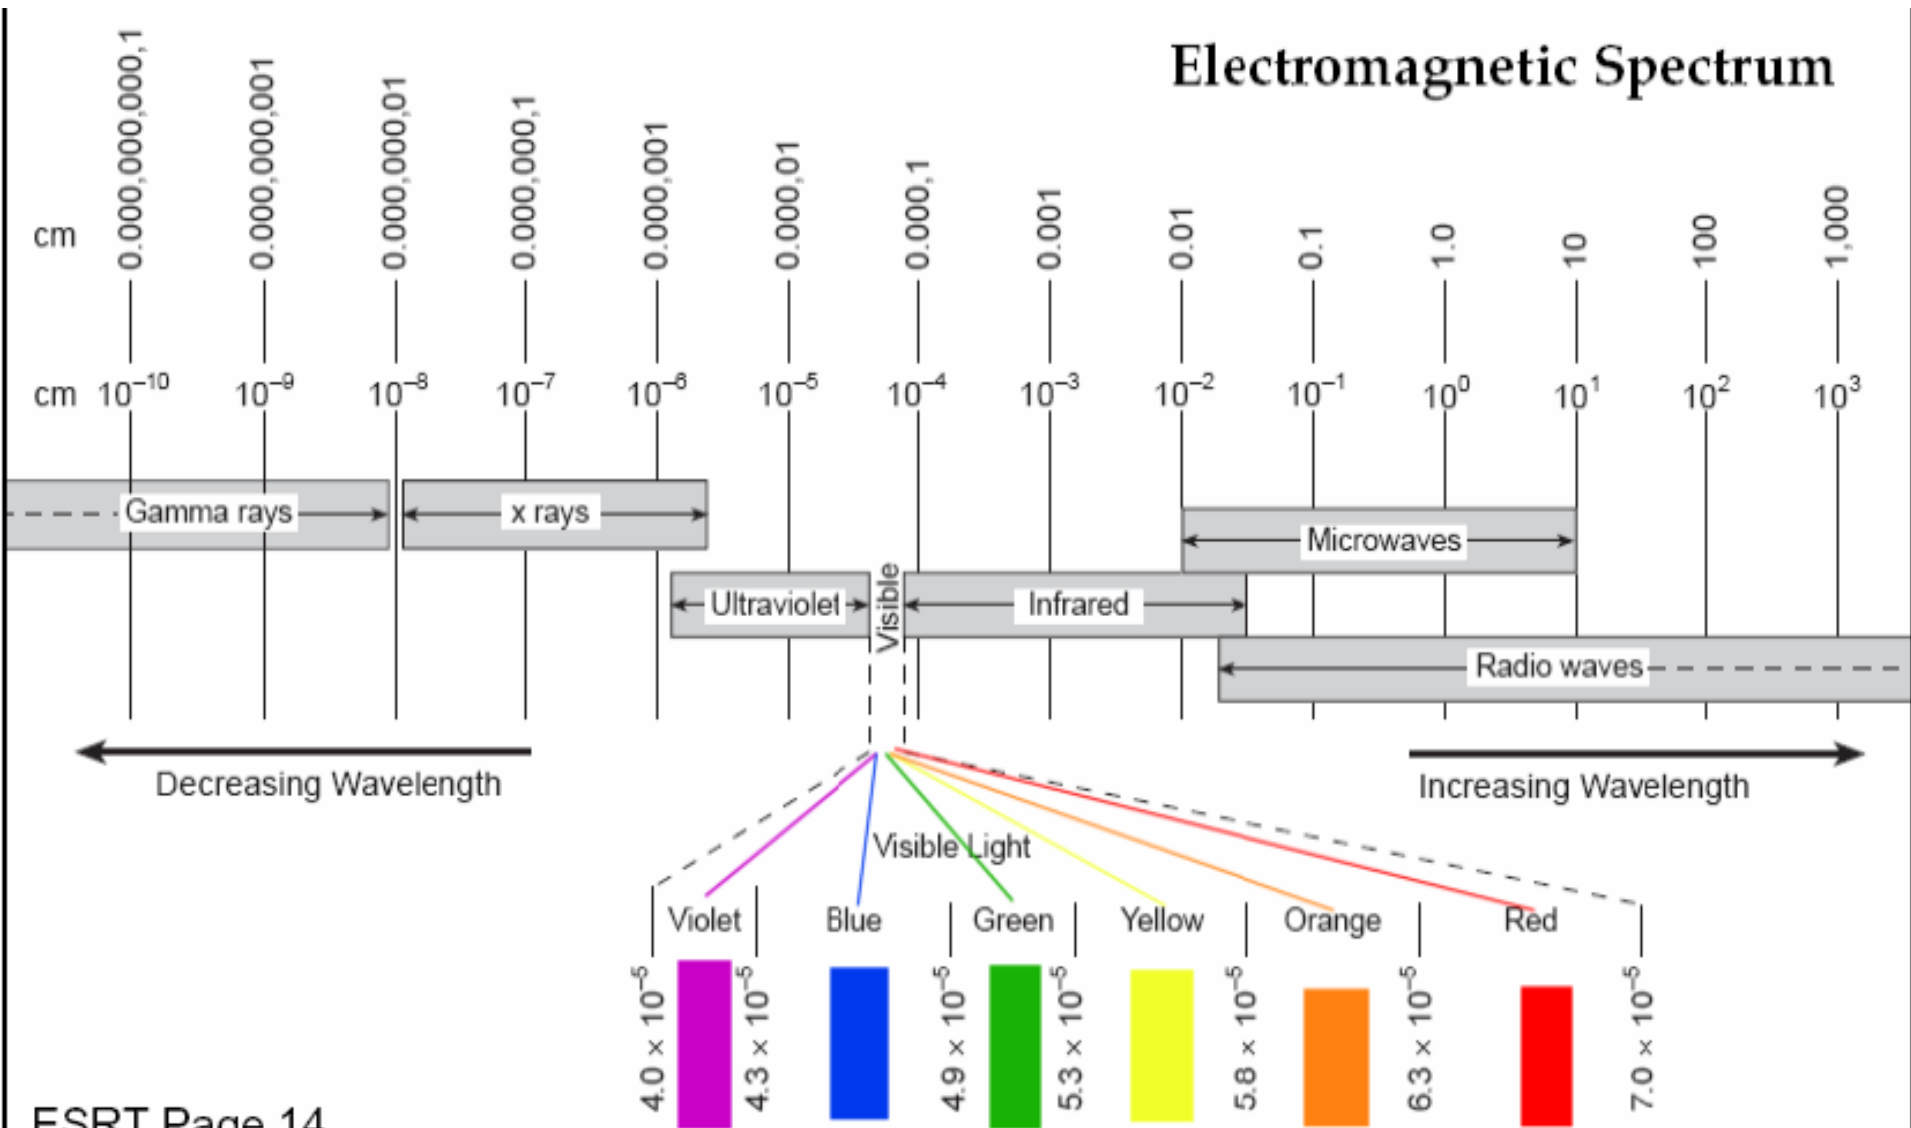 Electromagnetic Spectrum
cm 0.000,000,000,1 0.000,000,001 0.000,000,01 0.000,000,1 0.000,001 0.000,01 0.000,1 0.001 0.01 0.1 1.0 10 100 1,000
cm 10⁻¹⁰ 10⁻⁹ 10⁻⁸ 10⁻⁷ 10⁻⁶ 10⁻⁵ 10⁻⁴ 10⁻³ 10⁻² 10⁻¹ 10⁰ 10¹ 10² 10³
Gamma rays x rays
Microwaves
Ultraviolet Visible Infrared
Radio waves
Decreasing Wavelength Increasing Wavelength
Visible Light
Violet Blue Green Yellow Orange Red
4.0 × 10⁻⁵ 4.3 × 10⁻⁵ 4.9 × 10⁻⁵ 5.3 × 10⁻⁵ 5.8 × 10⁻⁵ 6.3 × 10⁻⁵ 7.0 × 10⁻⁵
ESRT Page 14